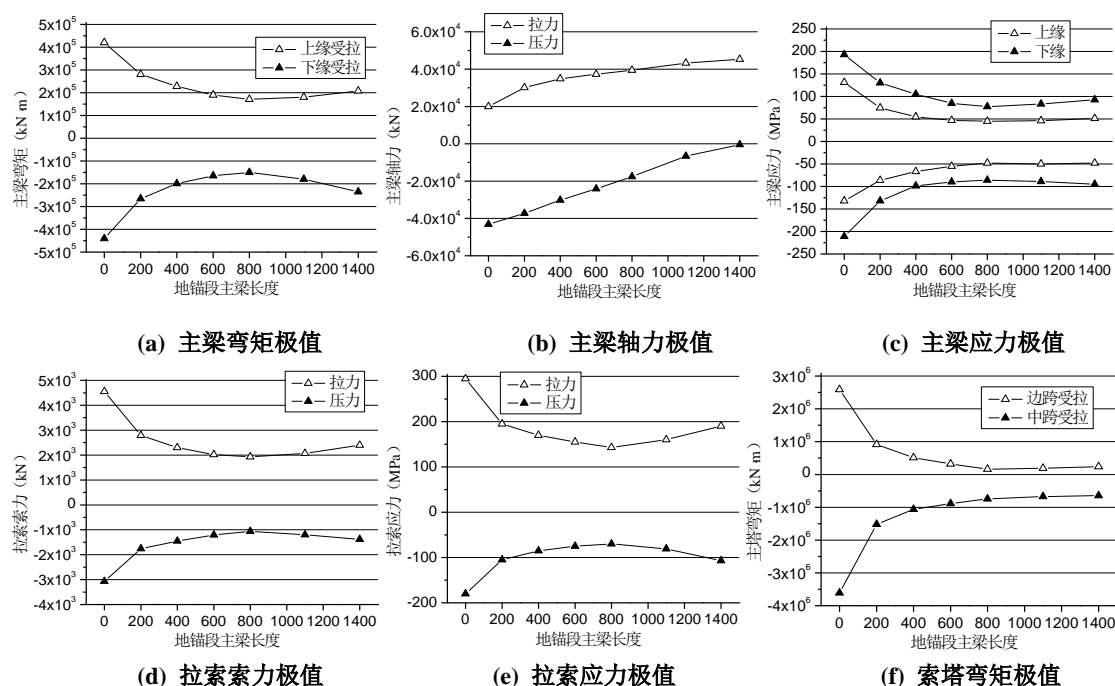 5x10⁵
4x10⁵
3x10⁵
2x10⁵
1x10⁵
0
-1x10⁵
-2x10⁵
-3x10⁵
-4x10⁵
-5x10⁵
主梁弯矩（kN m）
上缘受拉
下缘受拉
0 200 400 600 800 1000 1200 1400
地锚段主梁长度
(a) 主梁弯矩极值
拉力
压力
6.0x10⁴
4.0x10⁴
2.0x10⁴
0.0
-2.0x10⁴
-4.0x10⁴
-6.0x10⁴
主梁轴力（kN）
0 200 400 600 800 1000 1200 1400
地锚段主梁长度
(b) 主梁轴力极值
250
200
150
100
50
0
-50
-100
-150
-200
-250
主梁应力（MPa）
上缘
下缘
0 200 400 600 800 1000 1200 1400
地锚段主梁长度
(c) 主梁应力极值
5x10³
4x10³
3x10³
2x10³
1x10³
0
-1x10³
-2x10³
-3x10³
-4x10³
拉索索力（kN）
拉力
压力
0 200 400 600 800 1000 1200 1400
地锚段主梁长度
(d) 拉索索力极值
300
200
100
0
-100
-200
拉索应力（MPa）
拉力
压力
0 200 400 600 800 1000 1200 1400
地锚段主梁长度
(e) 拉索应力极值
3x10⁶
2x10⁶
1x10⁶
0
-1x10⁶
-2x10⁶
-3x10⁶
-4x10⁶
主塔弯矩（kN m）
边跨受拉
中跨受拉
0 200 400 600 800 1000 1200 1400
地锚段主梁长度
(f) 索塔弯矩极值